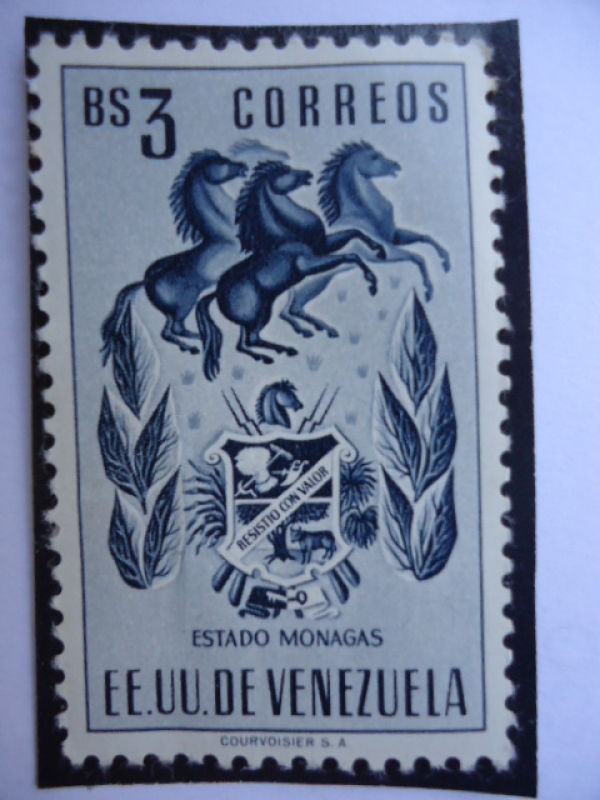 BS 3 CORREOS
RESISTIO CON VALOR
ESTADO MONAGAS
EE.UU.DE VENEZUELA
COURVOISIER S. A